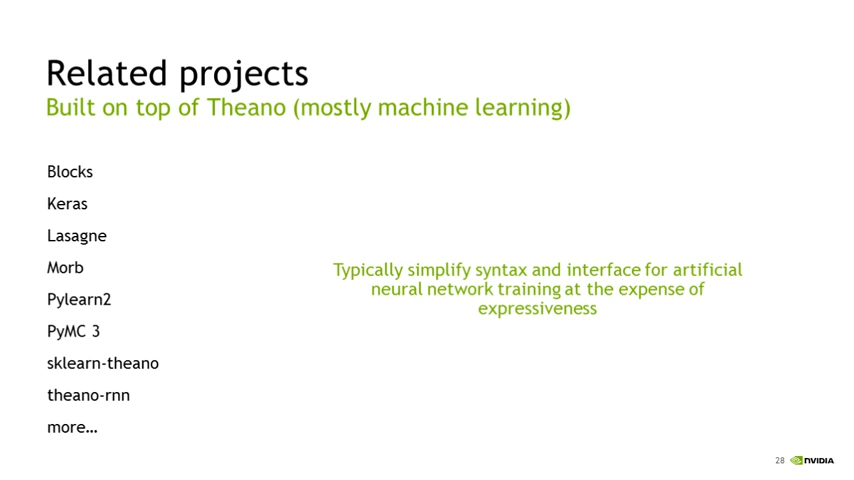 Related projects
Built on top of Theano (mostly machine learning)
Blocks
Keras
Lasagne
Morb
Pylearn2
PyMC 3
sklearn-theano
theano-rnn
more…
Typically simplify syntax and interface for artificial
neural network training at the expense of
expressiveness
28 NVIDIA